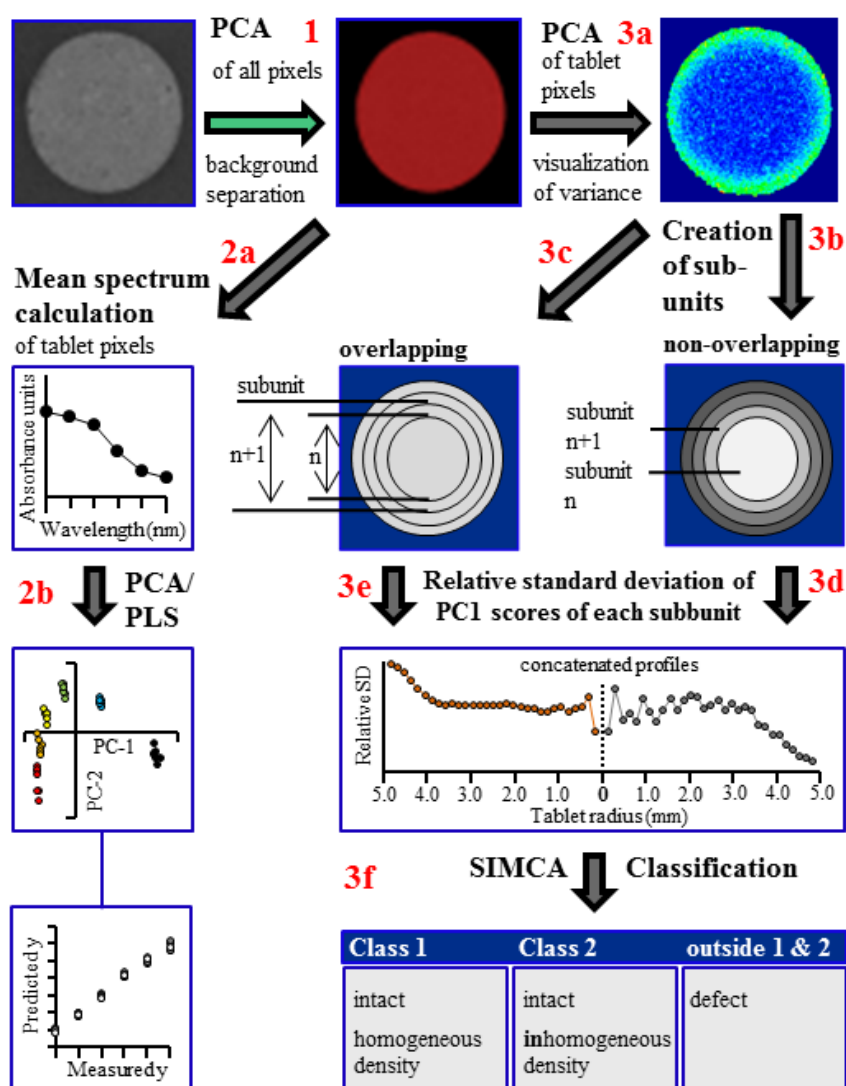 PCA 1
of all pixels
background
separation
PCA 3a
of tablet
pixels
visualization
of variance
2a
Mean spectrum
calculation
of tablet pixels
3c
Creation
of sub-
units
3b
overlapping
non-overlapping
Absorbance units
Wavelength(nm)
subunit
n+1
n
subunit
n+1
subunit
n
2b
PCA/
PLS
3e
Relative standard deviation of
PC1 scores of each subbunit
3d
PC-1
PC-2
concatenated profiles
Relative SD
5.0 4.0 3.0 2.0 1.0 0 1.0 2.0 3.0 4.0 5.0
Tablet radius (mm)
3f
SIMCA Classification
Predicted y
Measured y
Class 1 Class 2 outside 1 & 2
intact intact defect
homogeneous inhomogeneous
density density